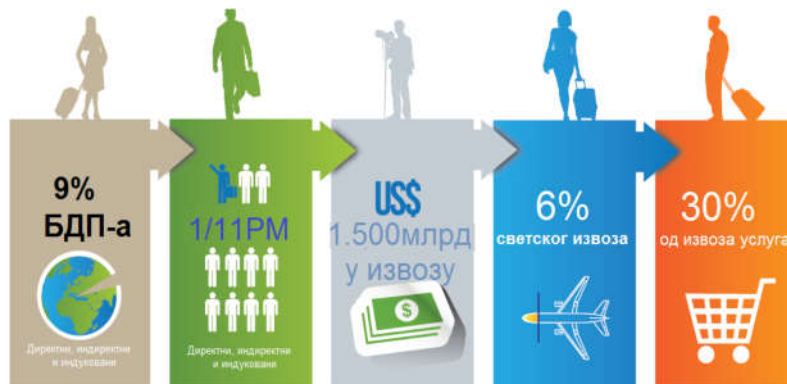 9%
БДП-а
Директни, индиректни
и индуковани
1/11РМ
Директни, индиректни
и индуковани
US$
1.500млрд
у извозу
$
6%
светског извоза
30%
од извоза услуга